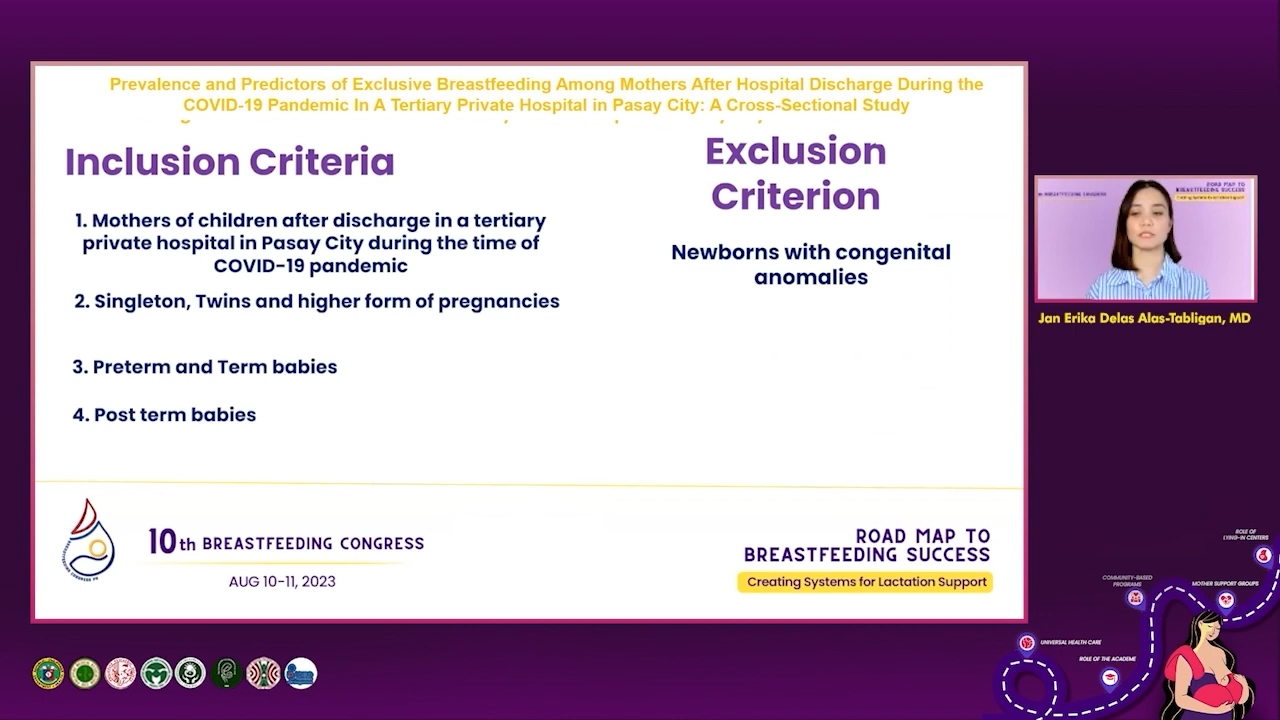 Prevalence and Predictors of Exclusive Breastfeeding Among Mothers After Hospital Discharge During the
COVID-19 Pandemic In A Tertiary Private Hospital in Pasay City: A Cross-Sectional Study
Inclusion Criteria
1. Mothers of children after discharge in a tertiary
private hospital in Pasay City during the time of
COVID-19 pandemic
2. Singleton, Twins and higher form of pregnancies
3. Preterm and Term babies
4. Post term babies
Exclusion
Criterion
Newborns with congenital
anomalies
10th BREASTFEEDING CONGRESS
AUG 10-11, 2023
ROAD MAP TO
BREASTFEEDING SUCCESS
Creating Systems for Lactation Support
ROAD MAP TO
BREASTFEEDING SUCCESS
Jan Erika Delas Alas-Tabligan, MD
ROLE OF
LYING-IN CENTERS
COMMUNITY-BASED
PROGRAMS
MOTHER SUPPORT GROUPS
UNIVERSAL HEALTH CARE
ROLE OF THE ACADEME